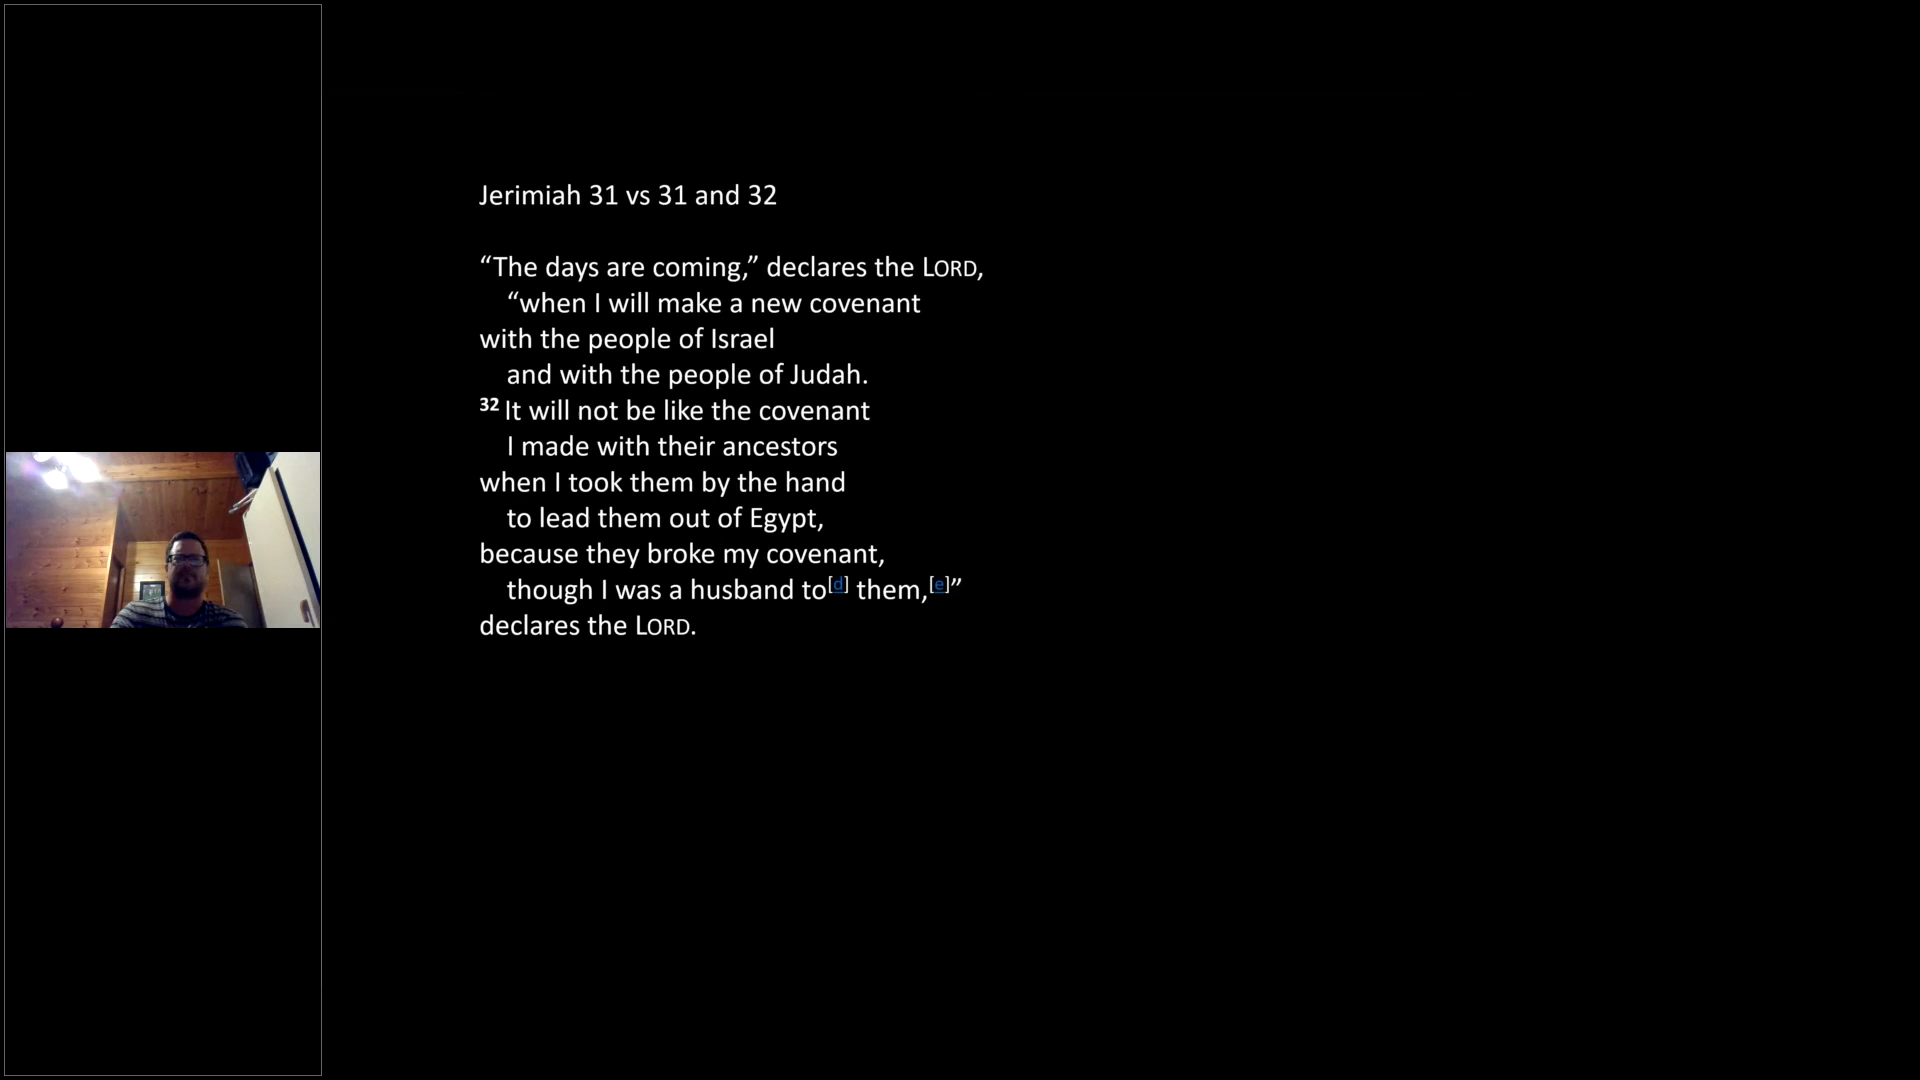 Jerimiah 31 vs 31 and 32
“The days are coming,” declares the LORD,
“when I will make a new covenant
with the people of Israel
and with the people of Judah.
32 It will not be like the covenant
I made with their ancestors
when I took them by the hand
to lead them out of Egypt,
because they broke my covenant,
though I was a husband to[d] them,[e]”
declares the LORD.